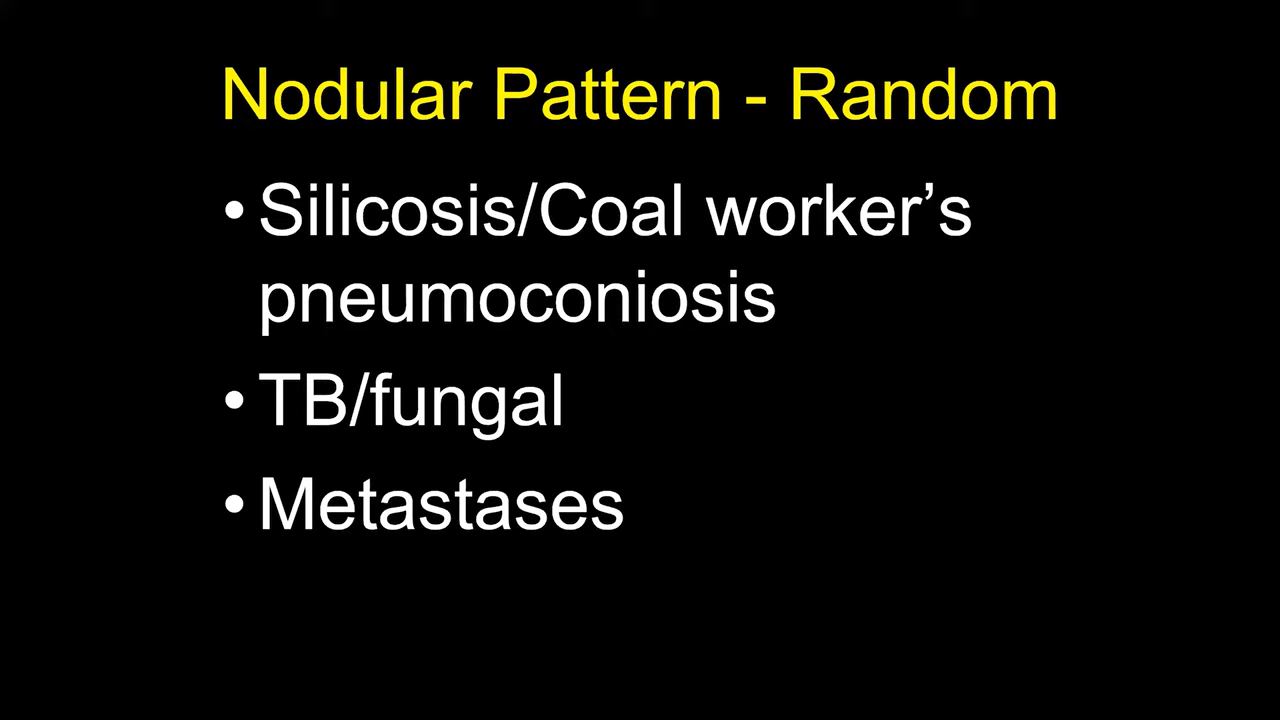 Nodular Pattern - Random
•Silicosis/Coal worker’s
pneumoconiosis
•TB/fungal
•Metastases